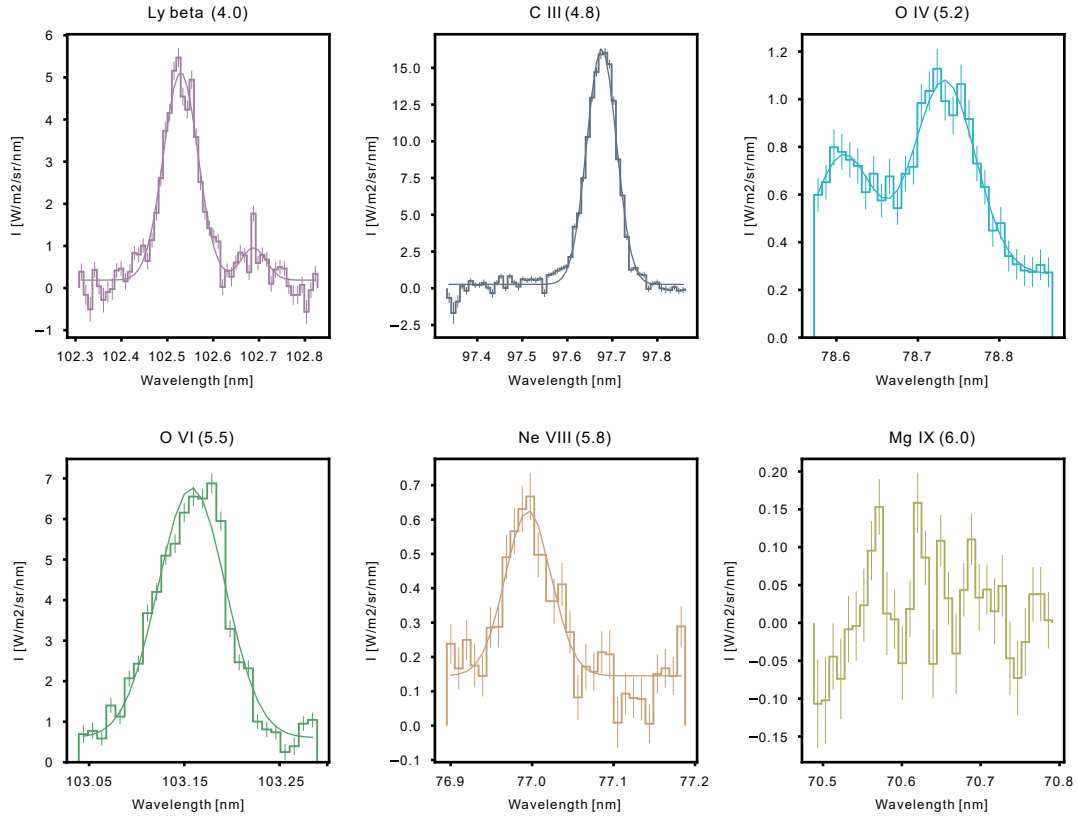 Ly beta (4.0)
C III (4.8)
O IV (5.2)
6
5
4
3
2
1
0
−1
I [W/m2/sr/nm]
102.3 102.4 102.5 102.6 102.7 102.8
Wavelength [nm]
15.0
12.5
10.0
7.5
5.0
2.5
0.0
−2.5
I [W/m2/sr/nm]
97.4 97.5 97.6 97.7 97.8
Wavelength [nm]
1.2
1.0
0.8
0.6
0.4
0.2
0.0
I [W/m2/sr/nm]
78.6 78.7 78.8
Wavelength [nm]
O VI (5.5)
Ne VIII (5.8)
Mg IX (6.0)
7
6
5
4
3
2
1
0
I [W/m2/sr/nm]
103.05 103.15 103.25
Wavelength [nm]
0.7
0.6
0.5
0.4
0.3
0.2
0.1
0.0
−0.1
I [W/m2/sr/nm]
76.9 77.0 77.1 77.2
Wavelength [nm]
0.20
0.15
0.10
0.05
0.00
−0.05
−0.10
−0.15
I [W/m2/sr/nm]
70.5 70.6 70.7 70.8
Wavelength [nm]